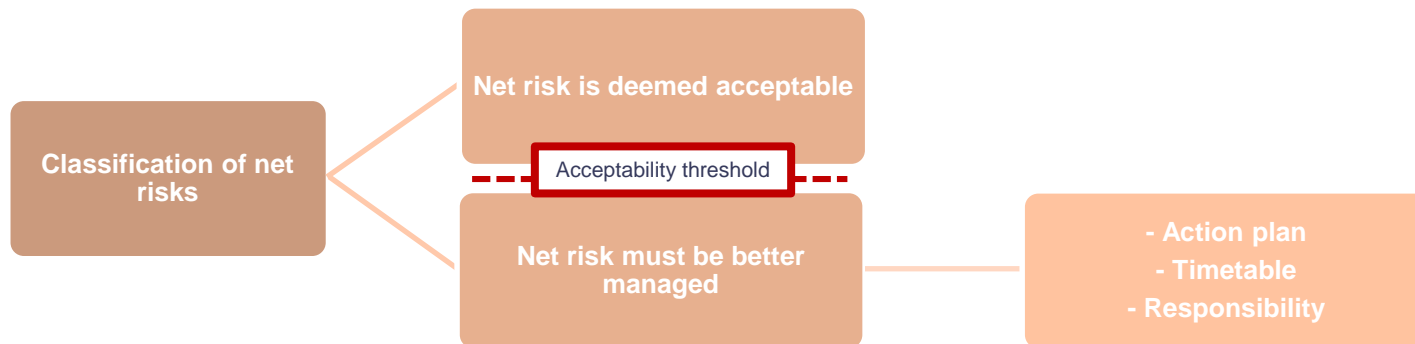 Classification of net
risks
Net risk is deemed acceptable
Acceptability threshold
Net risk must be better
managed
- Action plan
- Timetable
- Responsibility